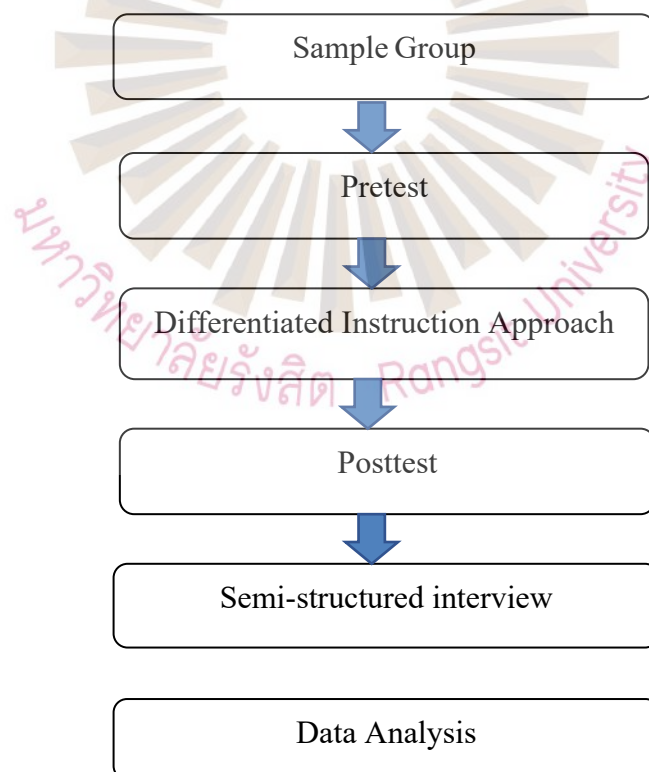 Sample Group
Pretest
Differentiated Instruction Approach
มหาวิทยาลัยรังสิต Rangsit University
Posttest
Semi-structured interview
Data Analysis